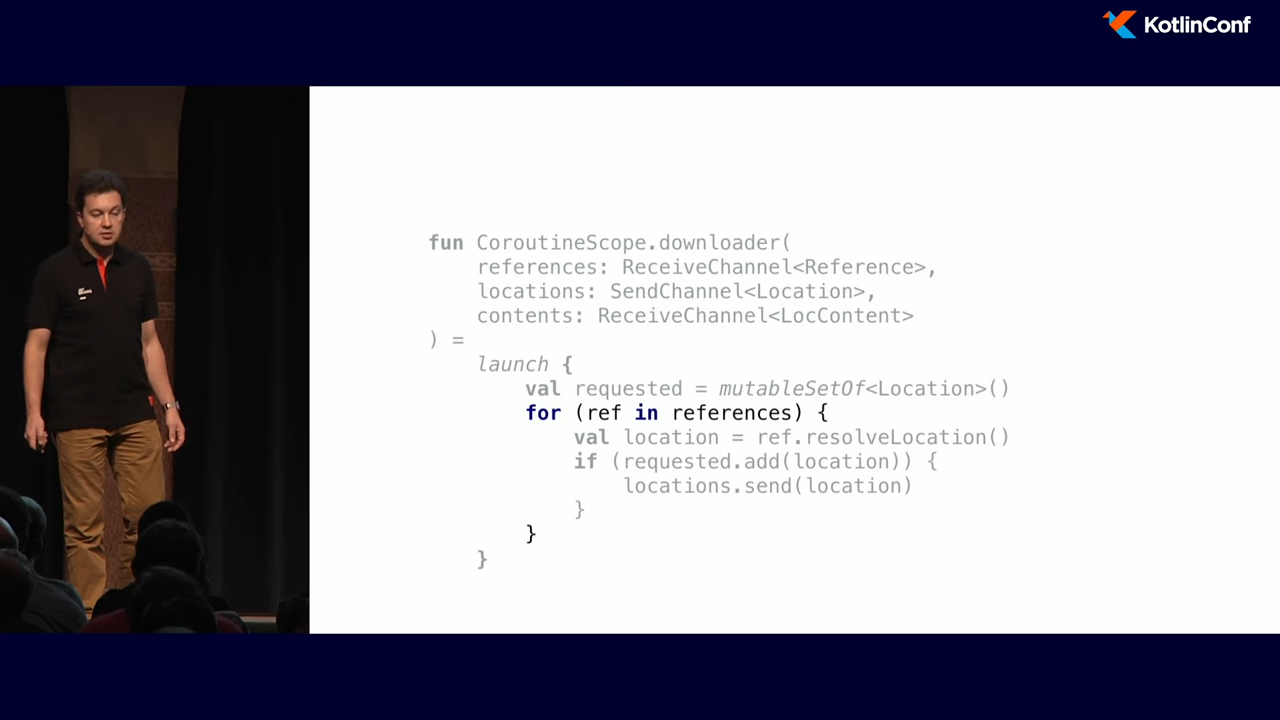 KotlinConf
fun CoroutineScope.downloader(
    references: ReceiveChannel<Reference>,
    locations: SendChannel<Location>,
    contents: ReceiveChannel<LocContent>
) =
    launch {
        val requested = mutableSetOf<Location>()
        for (ref in references) {
            val location = ref.resolveLocation()
            if (requested.add(location)) {
                locations.send(location)
            }
        }
    }